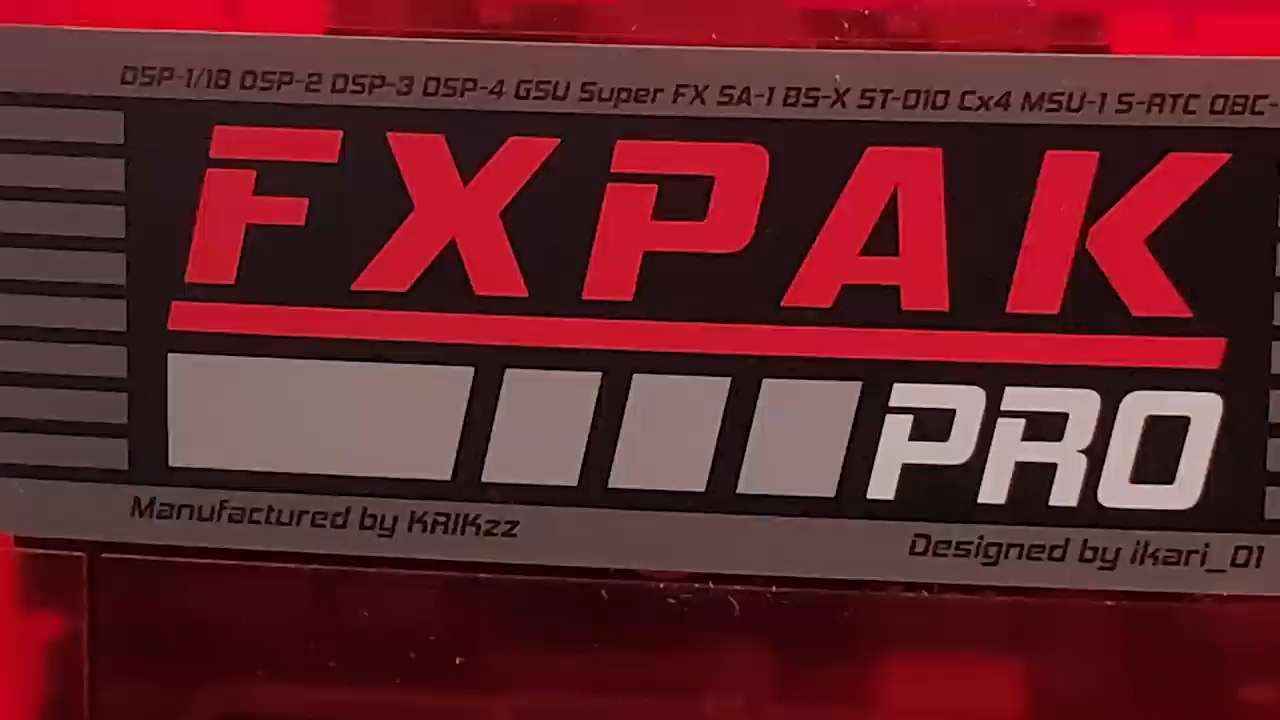 DSP-1/1B DSP-2 DSP-3 DSP-4 GSU Super FX SA-1 BS-X ST-010 Cx4 MSU-1 S-RTC OBC-
FXPAK
PRO
Manufactured by KRIKzz
Designed by ikari_01